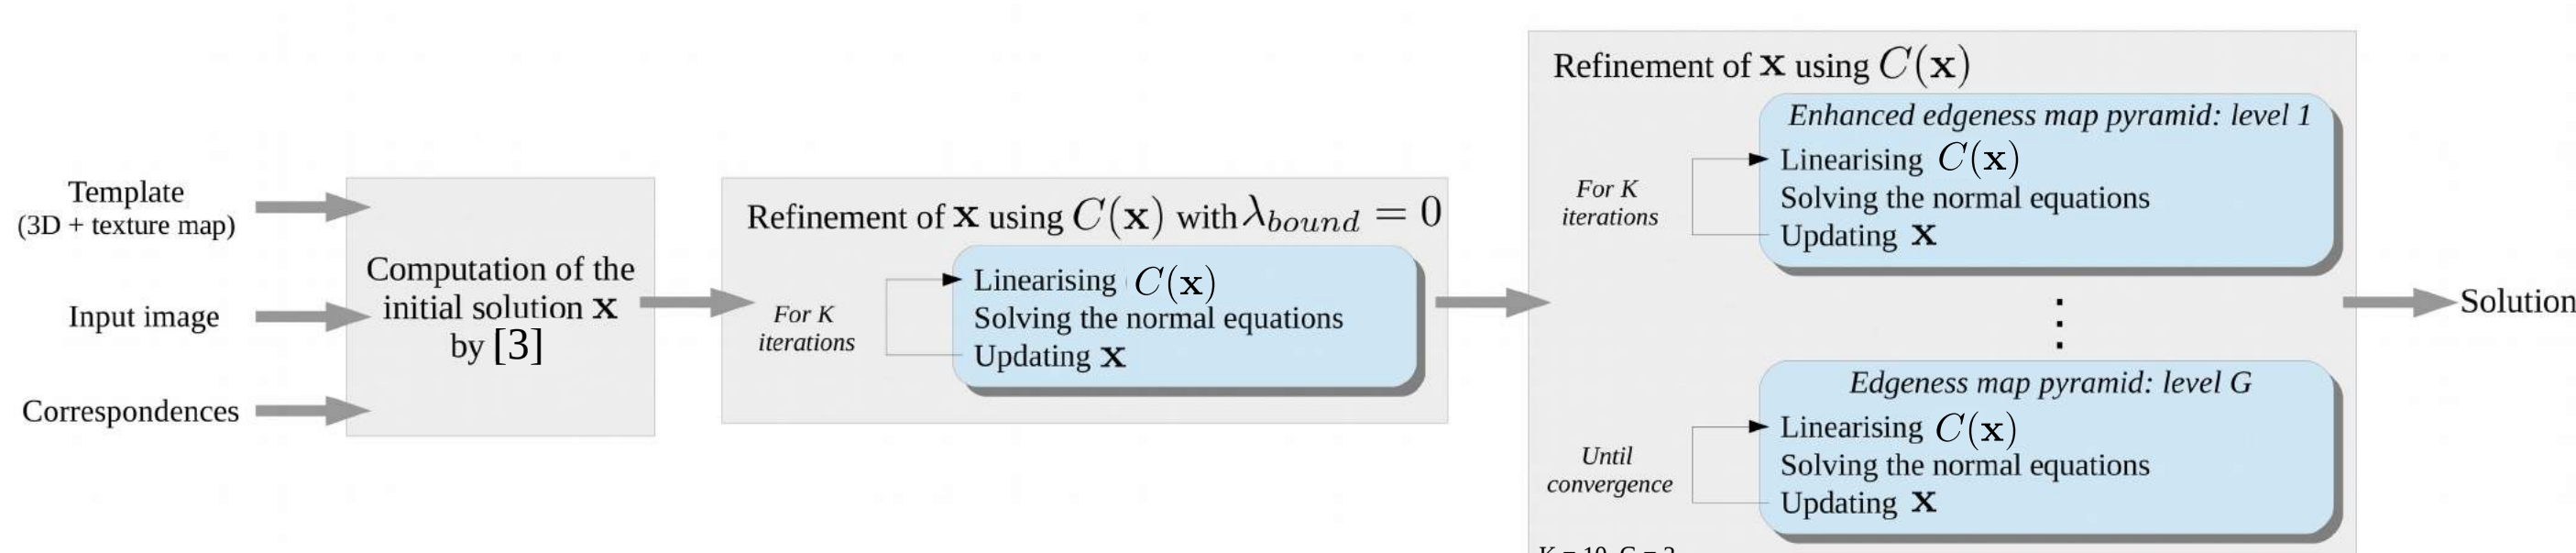 Template
(3D + texture map)
Input image
Correspondences
Computation of the
initial solution x
by [3]
Refinement of x using C(x) with λ_bound = 0
For K
iterations
Linearising C(x)
Solving the normal equations
Updating x
Refinement of x using C(x)
For K
iterations
Enhanced edgeness map pyramid: level 1
Linearising C(x)
Solving the normal equations
Updating x
⋮
Until
convergence
Edgeness map pyramid: level G
Linearising C(x)
Solving the normal equations
Updating x
Solution